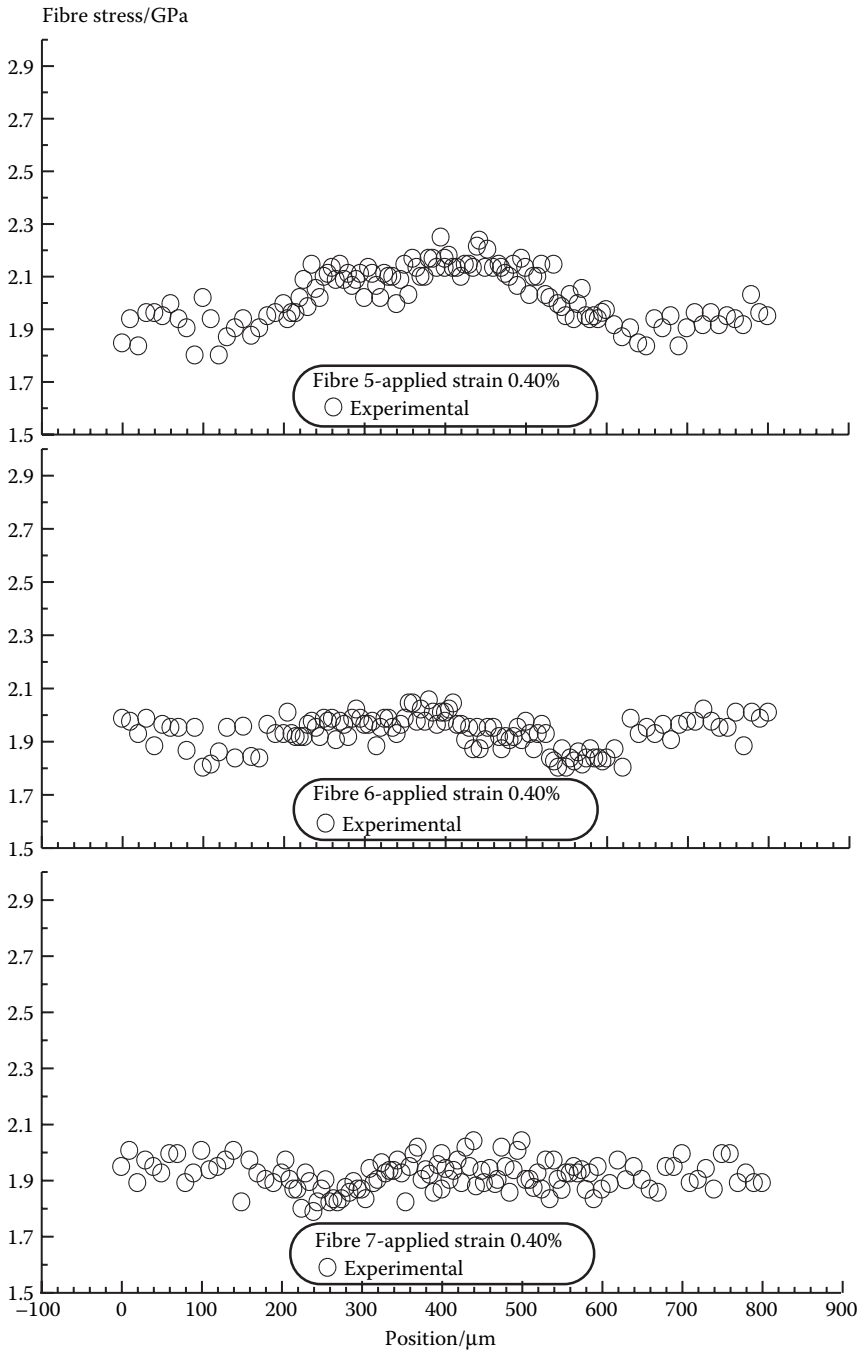 Fibre stress/GPa
2.9
2.7
2.5
2.3
2.1
1.9
1.7
1.5
Fibre 5-applied strain 0.40%
Experimental
2.9
2.7
2.5
2.3
2.1
1.9
1.7
1.5
Fibre 6-applied strain 0.40%
Experimental
2.9
2.7
2.5
2.3
2.1
1.9
1.7
1.5
Fibre 7-applied strain 0.40%
Experimental
−100 0 100 200 300 400 500 600 700 800 900
Position/μm